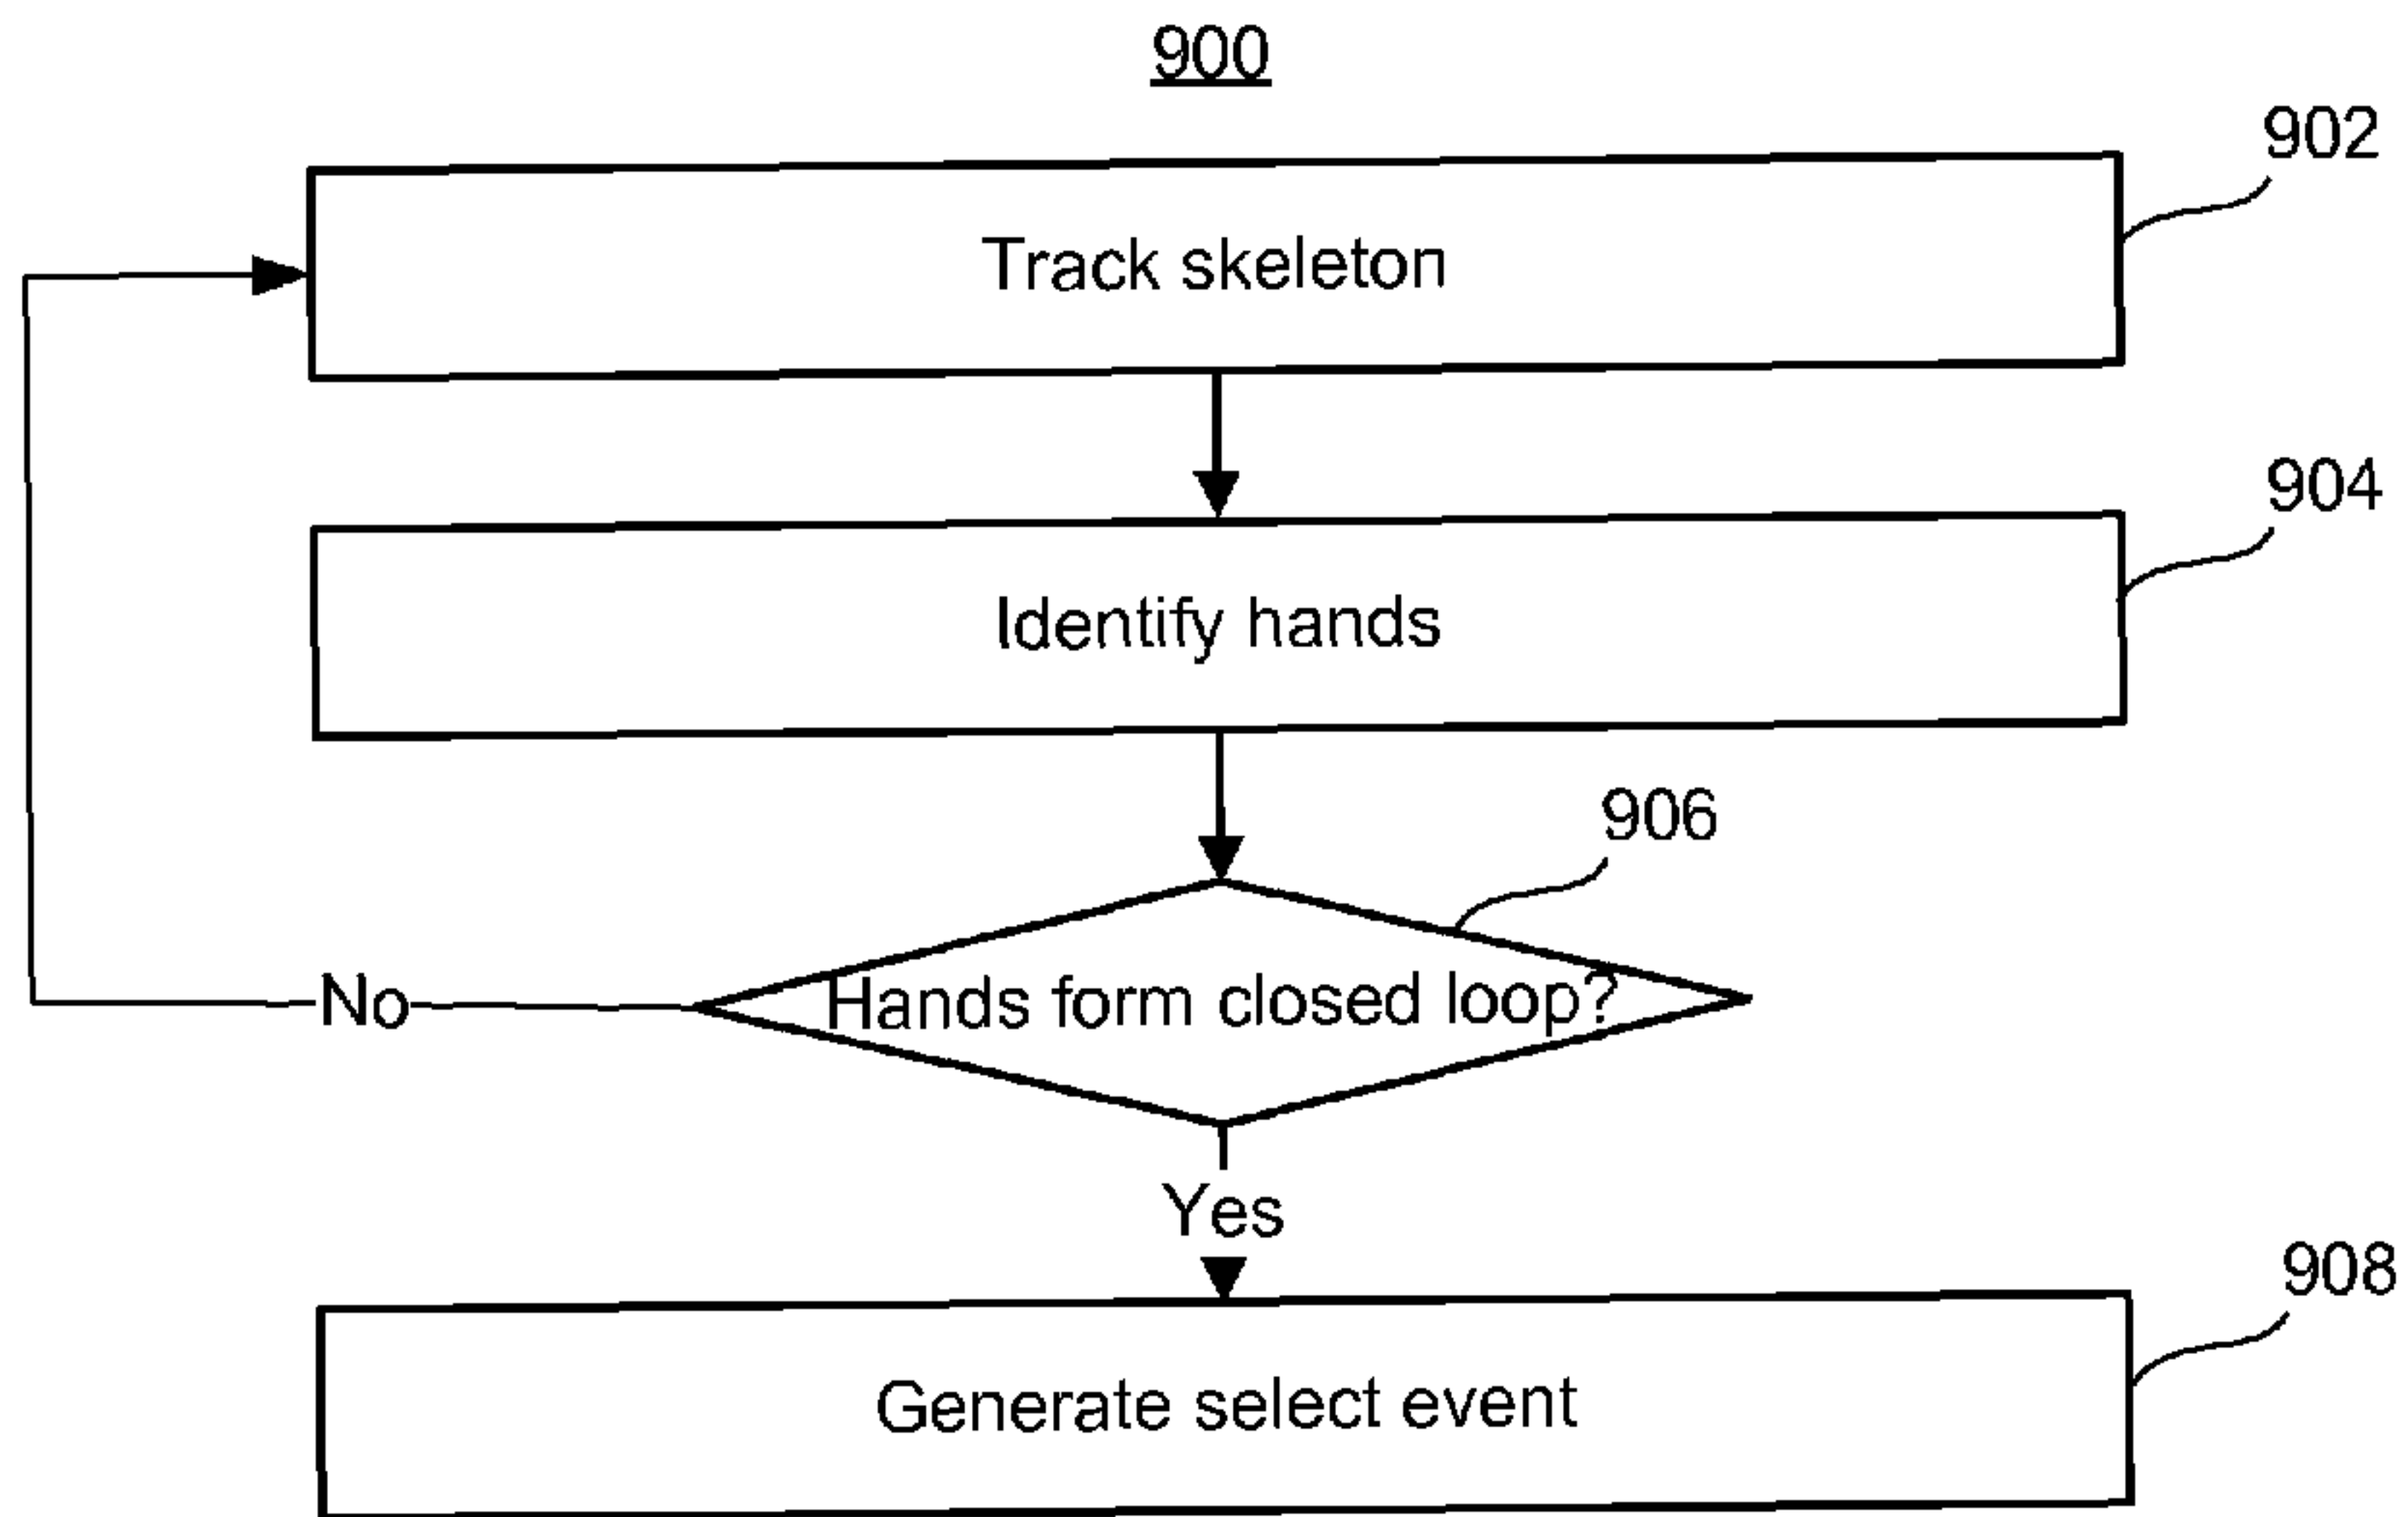 900
902
Track skeleton
904
Identify hands
906
Hands form closed loop?
No
Yes
908
Generate select event